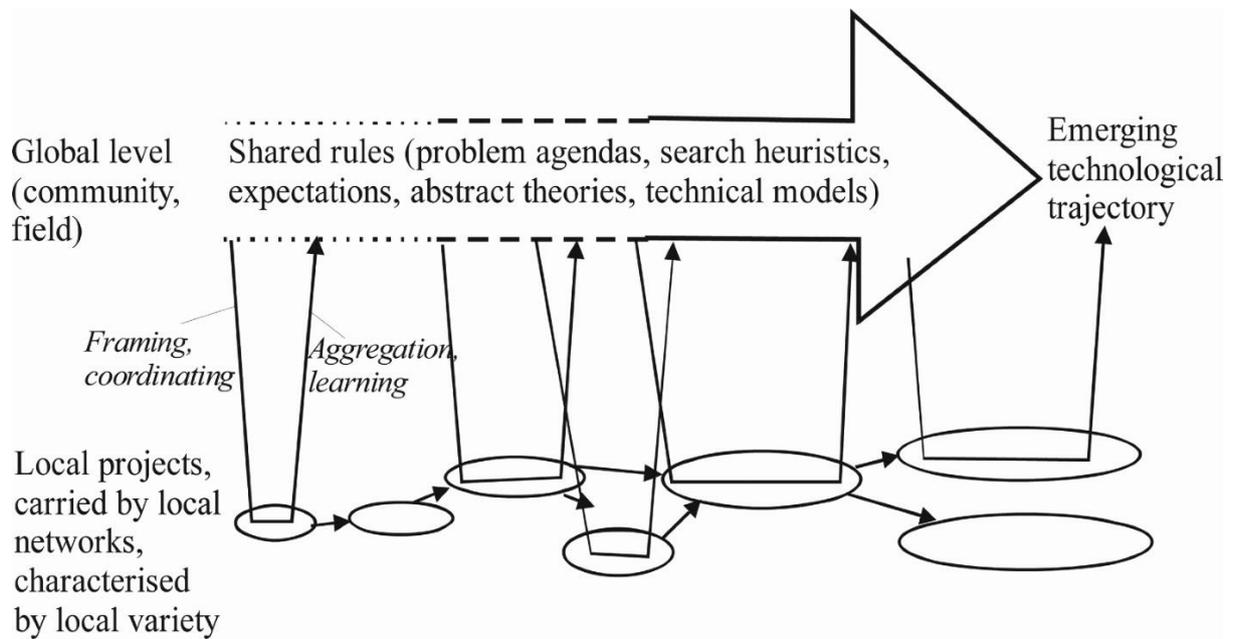 Global level
(community,
field)
Shared rules (problem agendas, search heuristics,
expectations, abstract theories, technical models)
Emerging
technological
trajectory
Framing,
coordinating
Aggregation,
learning
Local projects,
carried by local
networks,
characterised
by local variety